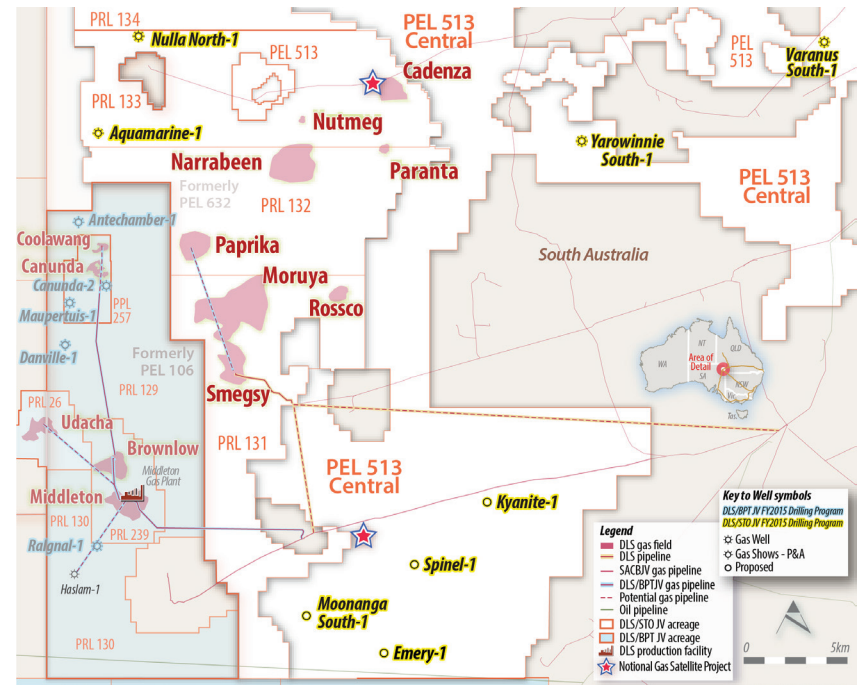 PRL 134
Nulla North-1
PEL 513
Central
PEL 513
PEL
513
Varanus
South-1
Cadenza
PRL 133
Nutmeg
Aquamarine-1
Yarowinnie
South-1
Narrabeen
Paranta
PEL 513
Central
Formerly
PEL 632
PRL 132
Antechamber-1
Coolawang
Paprika
South Australia
Canunda
Moruya
Canunda-2
Rossco
PPL
257
Maupertuis-1
NT
QLD
WA
Area of
Detail
SA
NSW
Vic
Tas
Danville-1
Formerly
PEL 106
PRL 129
Smegsy
PRL 26
Udacha
PRL 131
Brownlow
PEL 513
Central
Middleton
Gas Plant
Middleton
Kyanite-1
PRL 130
PRL 239
Raignal-1
Spinel-1
Haslam-1
Moonanga
South-1
PRL 130
Emery-1
Key to Well symbols
DLS/BPT JV FY2015 Drilling Program
DLS/STO JV FY2015 Drilling Program
Gas Well
Gas Shows - P&A
Proposed
Legend
DLS gas field
DLS pipeline
SACBJV gas pipeline
DLS/BPTJV gas pipeline
Potential gas pipeline
Oil pipeline
DLS/STO JV acreage
DLS/BPT JV acreage
DLS production facility
Notional Gas Satellite Project
0
5km